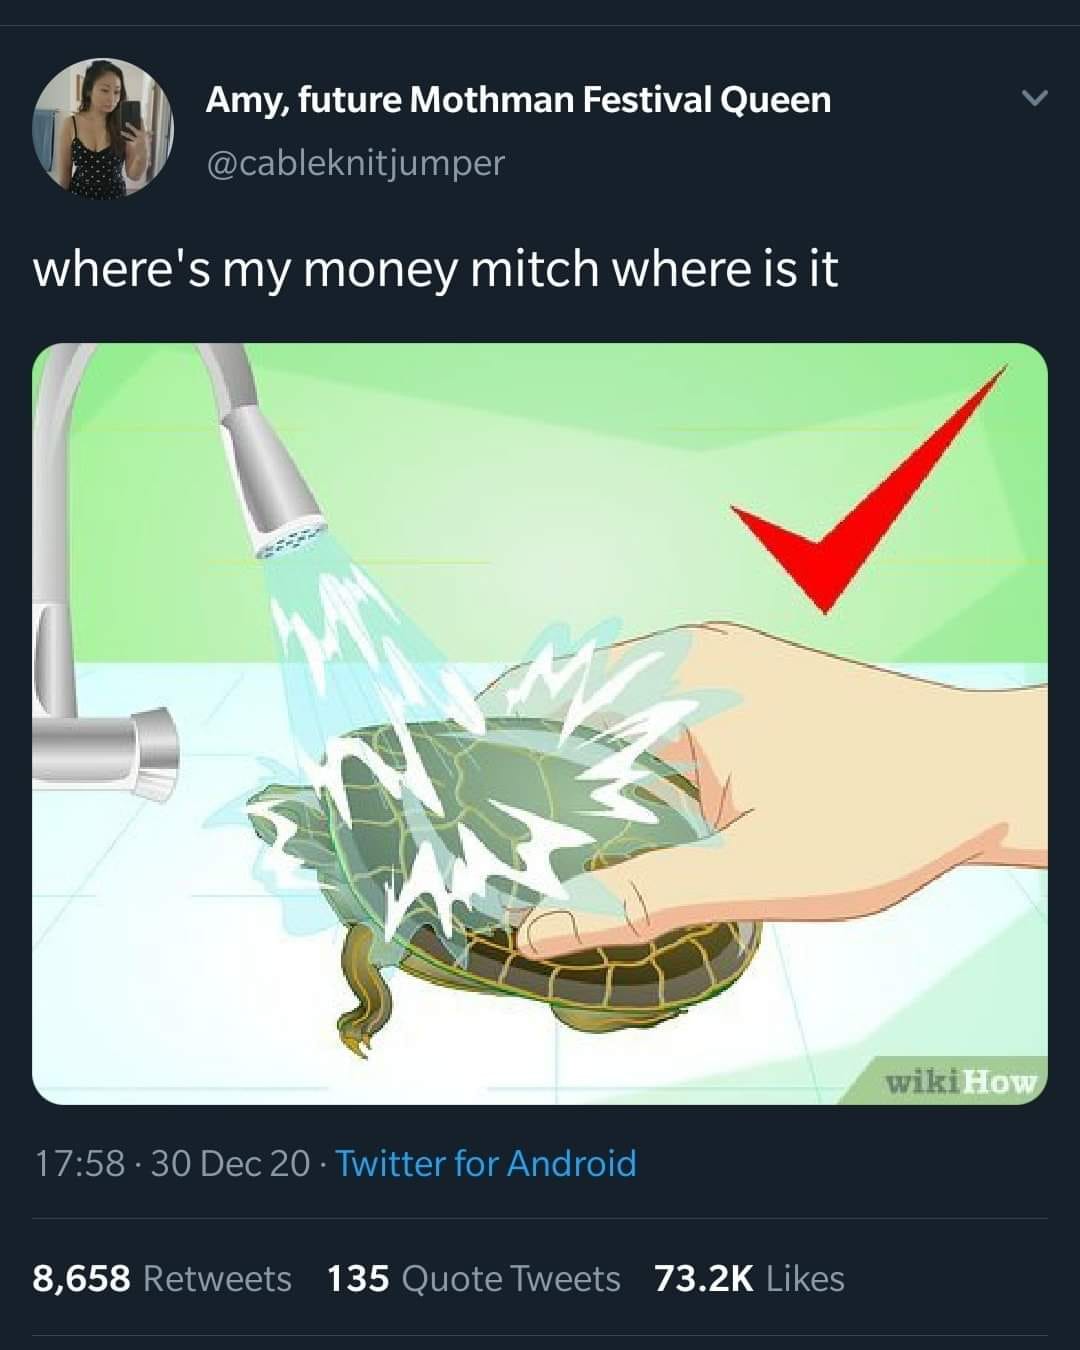 Amy, future Mothman Festival Queen
@cableknitjumper
where's my money mitch where is it
wikiHow
17:58 · 30 Dec 20 · Twitter for Android
8,658 Retweets 135 Quote Tweets 73.2K Likes